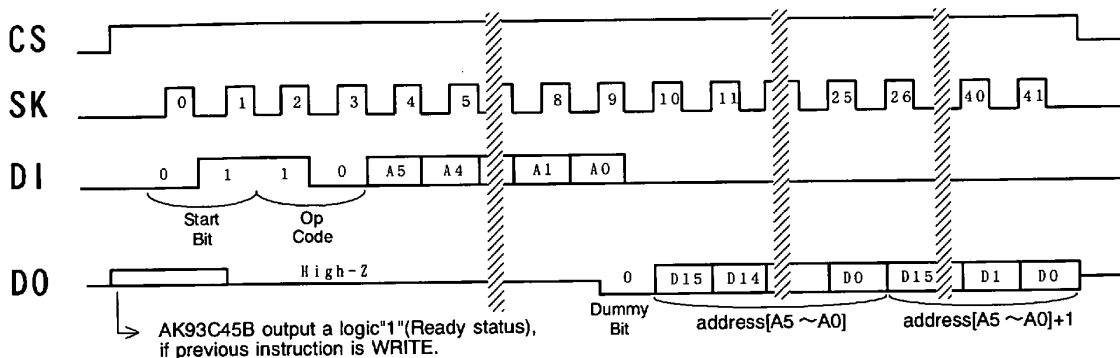 CS
SK 0 1 2 3 4 5 8 9 10 11 25 26 40 41
DI 0 1 1 0 A5 A4 A1 A0
Start Bit
Op Code
DO High-Z 0 D15 D14 D0 D15 D1 D0
Dummy Bit
address[A5 ~A0]
address[A5 ~A0]+1
AK93C45B output a logic"1"(Ready status),
if previous instruction is WRITE.